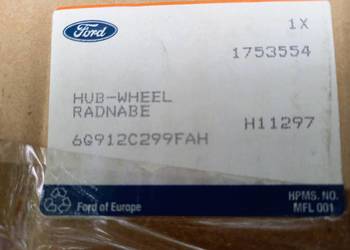 Ford
1X
1753554
HUB-WHEEL
RADNABE
H11297
6G912C299FAH
Ford of Europe
HPMS. NO.
MFL 001